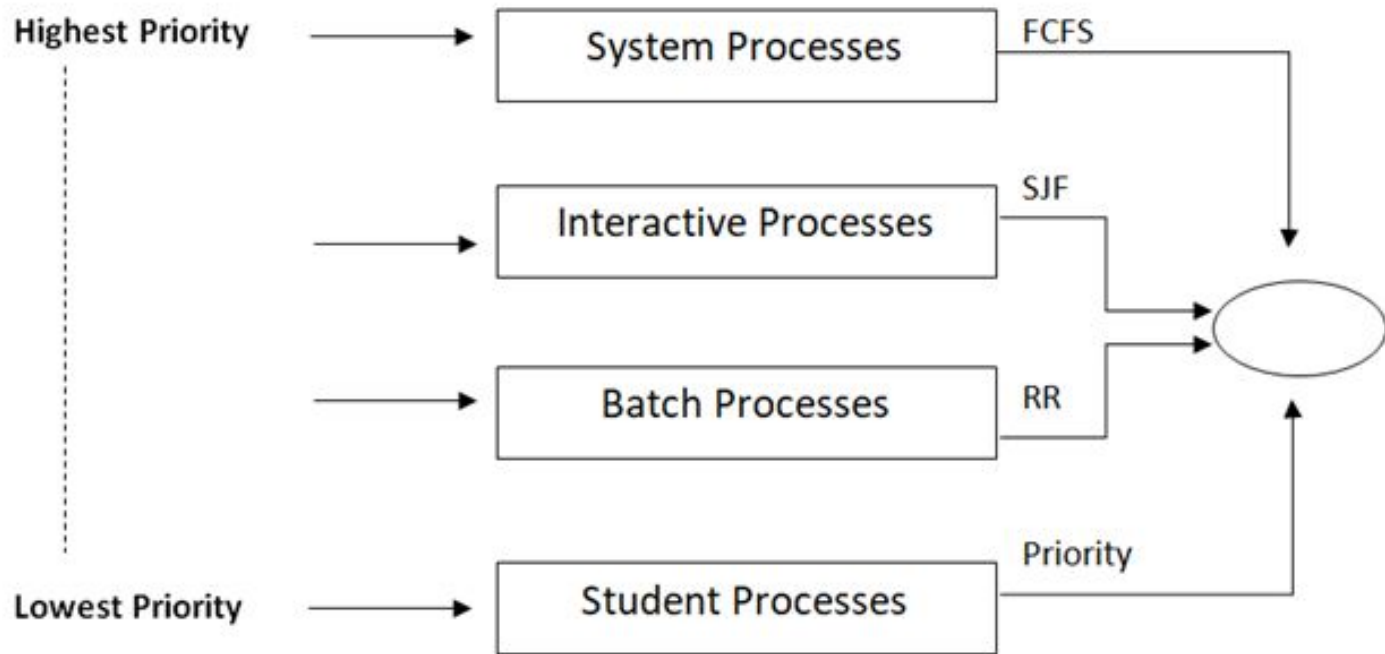 Highest Priority
System Processes
FCFS
Interactive Processes
SJF
Batch Processes
RR
Lowest Priority
Student Processes
Priority